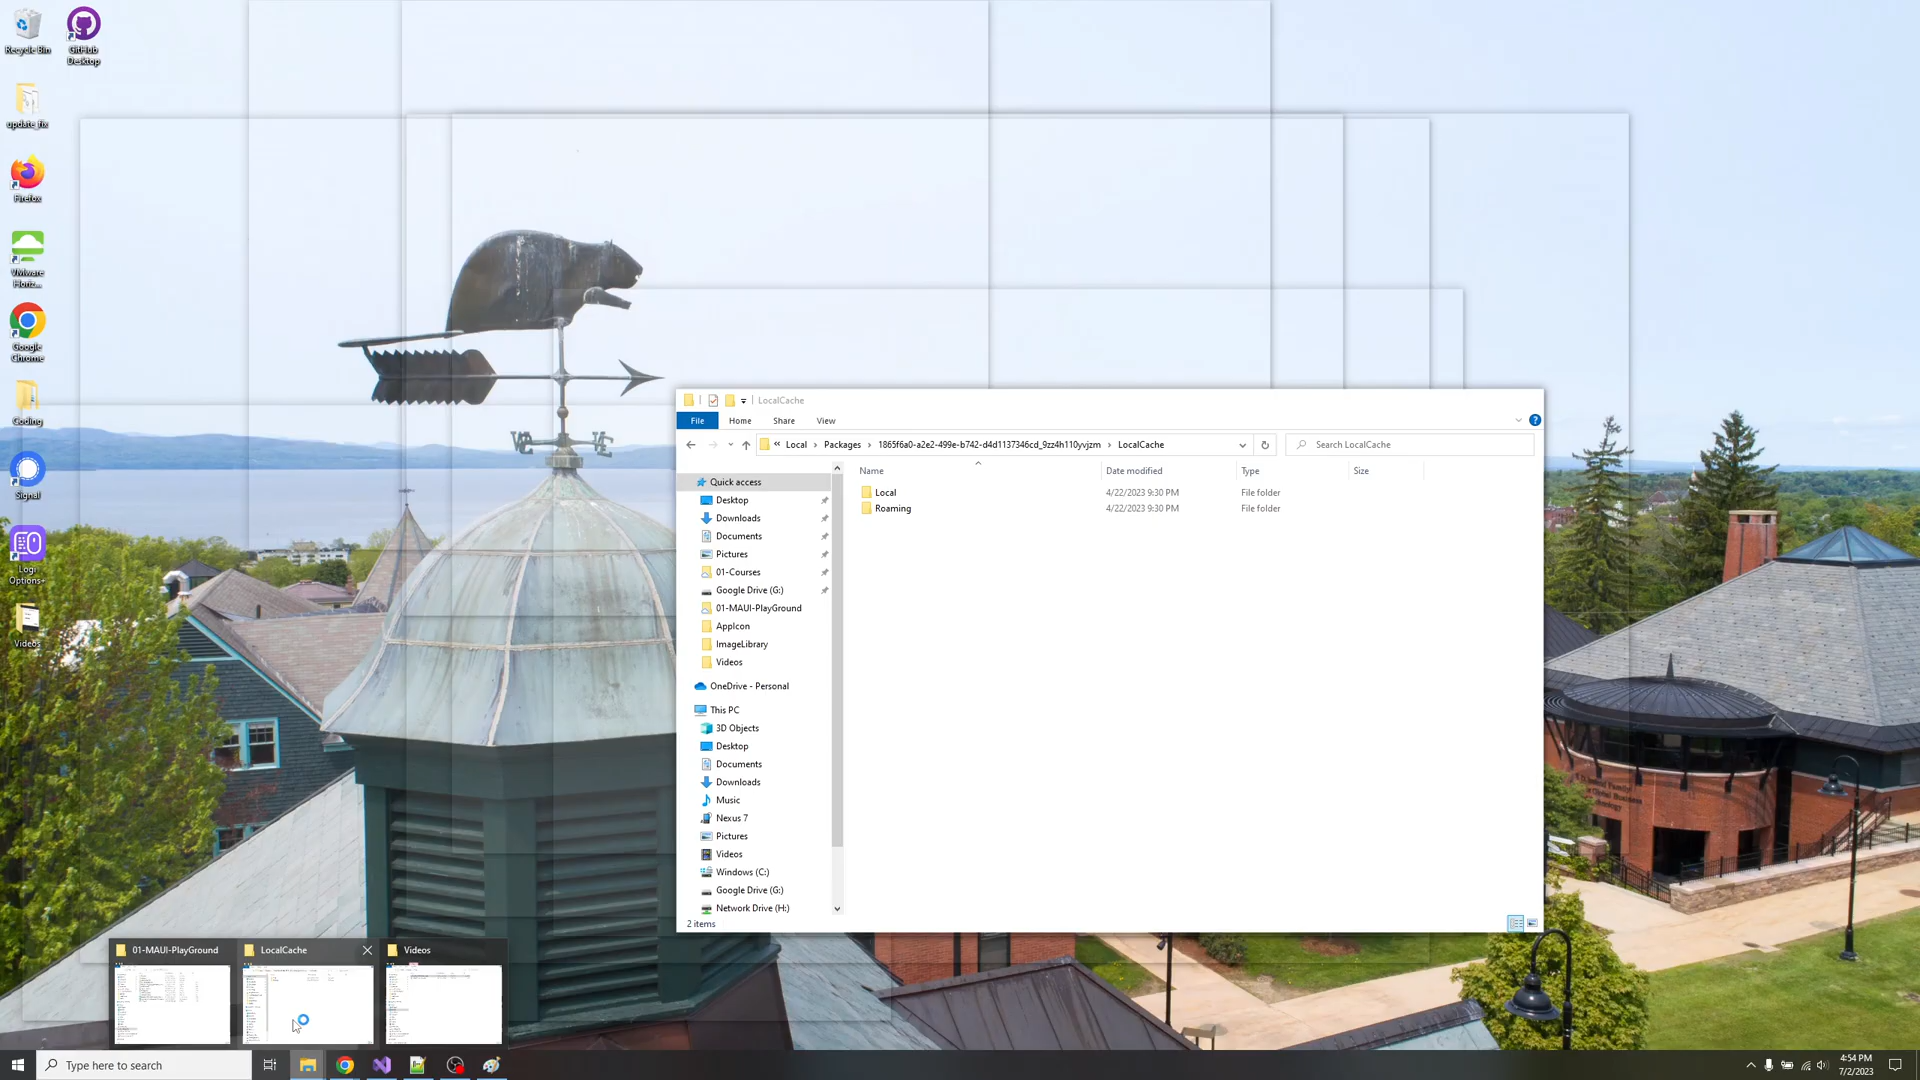 Recycle Bin
GitHub
Desktop
update_fix
Firefox
VMware
Horiz...
Google
Chrome
Coding
Signal
Logi
Options+
Videos
LocalCache
File
Home
Share
View
« Local › Packages › 1865f6a0-a2e2-499e-b742-d4d1137346cd_9zz4h110yvjzm › LocalCache
Search LocalCache
Name
Date modified
Type
Size
Local
4/22/2023 9:30 PM
File folder
Roaming
4/22/2023 9:30 PM
File folder
Quick access
Desktop
Downloads
Documents
Pictures
01-Courses
Google Drive (G:)
01-MAUI-PlayGround
AppIcon
ImageLibrary
Videos
OneDrive - Personal
This PC
3D Objects
Desktop
Documents
Downloads
Music
Nexus 7
Pictures
Videos
Windows (C:)
Google Drive (G:)
Network Drive (H:)
2 items
01-MAUI-PlayGround
LocalCache
Videos
Type here to search
4:54 PM
7/2/2023